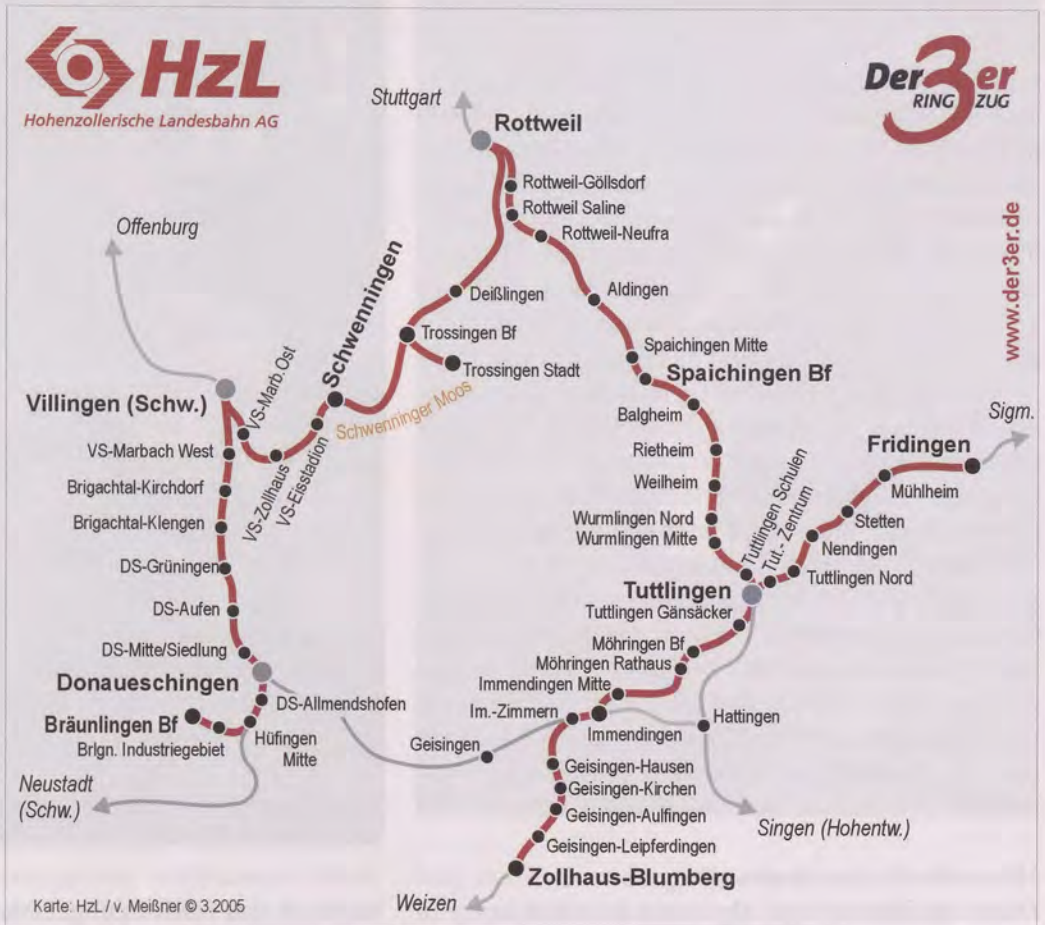 HzL
Hohenzollerische Landesbahn AG
Der 3er
RING ZUG
www.der3er.de
Stuttgart
Rottweil
Rottweil-Göllsdorf
Rottweil Saline
Rottweil-Neufra
Offenburg
Deißlingen
Aldingen
Schwenningen
Trossingen Bf
Trossingen Stadt
Spaichingen Mitte
Spaichingen Bf
Schwenninger Moos
Villingen (Schw.)
VS-Marb.Ost
Balgheim
Sigm.
VS-Marbach West
VS-Zollhaus
VS-Eisstadion
Rietheim
Fridingen
Brigachtal-Kirchdorf
Weilheim
Mühlheim
Brigachtal-Klengen
Wurmlingen Nord
Wurmlingen Mitte
Tuttlingen Schulen
Tut.- Zentrum
Stetten
Nendingen
DS-Grüningen
Tuttlingen Nord
Tuttlingen
DS-Aufen
Tuttlingen Gänsäcker
DS-Mitte/Siedlung
Möhringen Bf
Möhringen Rathaus
Donaueschingen
Immendingen Mitte
DS-Allmendshofen
Im.-Zimmern
Immendingen
Hattingen
Bräunlingen Bf
Brlgn. Industriegebiet
Hüfingen
Mitte
Geisingen
Geisingen-Hausen
Neustadt
(Schw.)
Geisingen-Kirchen
Geisingen-Aulfingen
Singen (Hohentw.)
Geisingen-Leipferdingen
Zollhaus-Blumberg
Weizen
Karte: HzL / v. Meißner © 3.2005